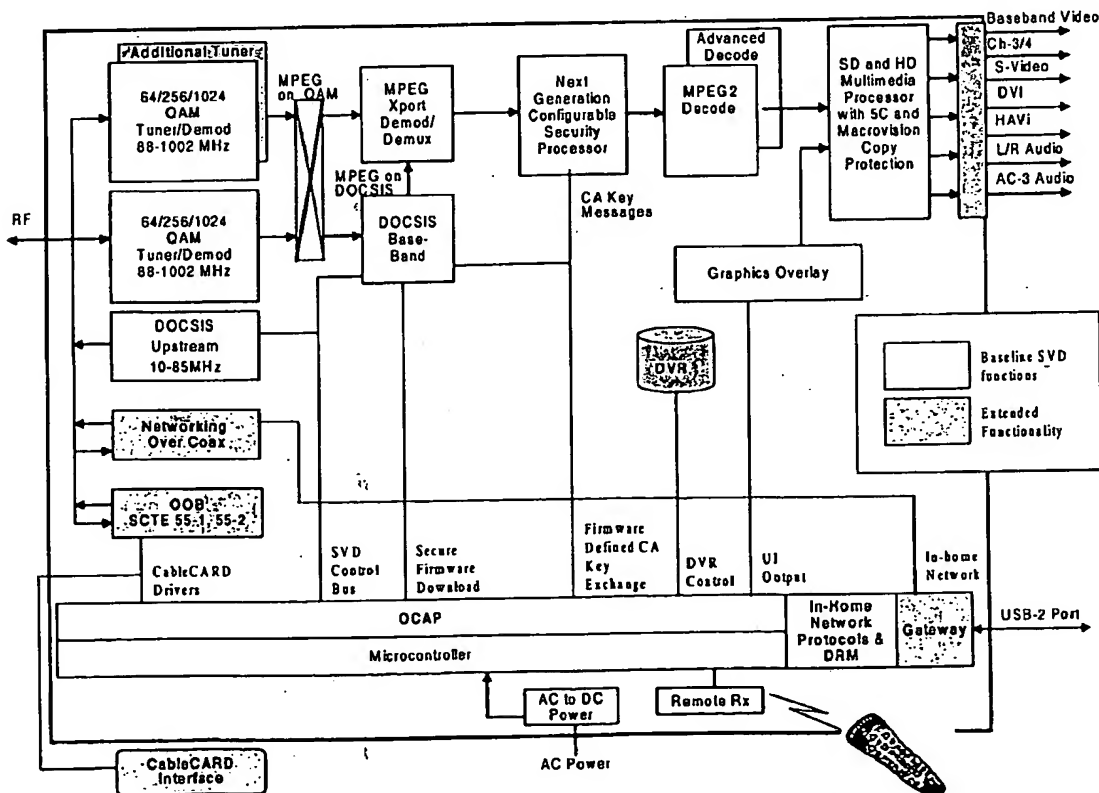 Additional Tuner
64/256/1024
QAM
Tuner/Demod
88-1002 MHz
MPEG
on QAM
MPEG
Xport
Demod/
Demux
Next
Generation
Configurable
Security
Processor
Advanced
Decode
MPEG2
Decode
SD and HD
Multimedia
Processor
with 5C and
Macrovision
Copy
Protection
Baseband Video
Ch-3/4
S-Video
DVI
HAVi
L/R Audio
AC-3 Audio
RF
64/256/1024
QAM
Tuner/Demod
88-1002 MHz
MPEG on
DOCSIS
DOCSIS
Base-
Band
CA Key
Messages
Graphics Overlay
DOCSIS
Upstream
10-85MHz
DVR
Baseline SVD
functions
Extended
Functionality
Networking
Over Coax
OOB
SCTE 55-1, 55-2
CableCARD
Drivers
SVD
Control
Bus
Secure
Firmware
Download
Firmware
Defined CA
Key
Exchange
DVR
Control
UI
Output
In-home
Network
OCAP
Microcontroller
In-Home
Network
Protocols &
DRM
Gateway
USB-2 Port
AC to DC
Power
Remote Rx
AC Power
CableCARD
Interface